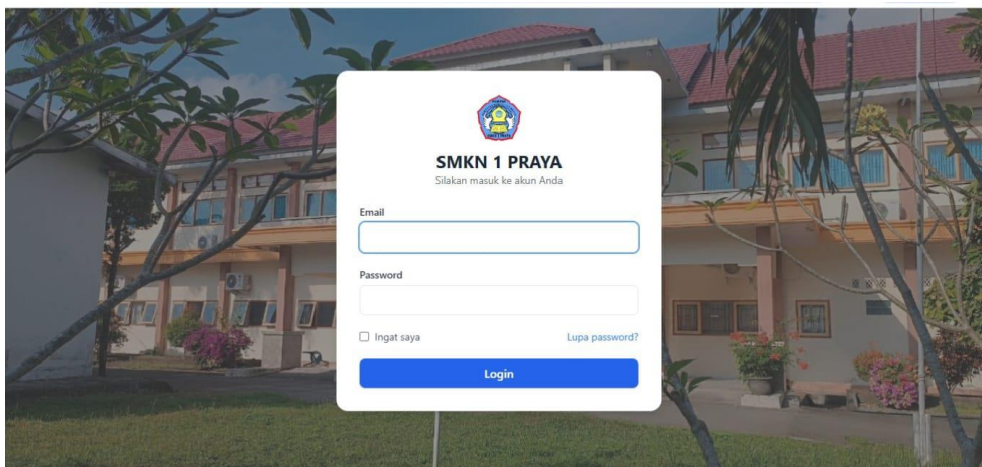 SMKN 1 PRAYA
Silakan masuk ke akun Anda
Email
Password
Ingat saya
Lupa password?
Login